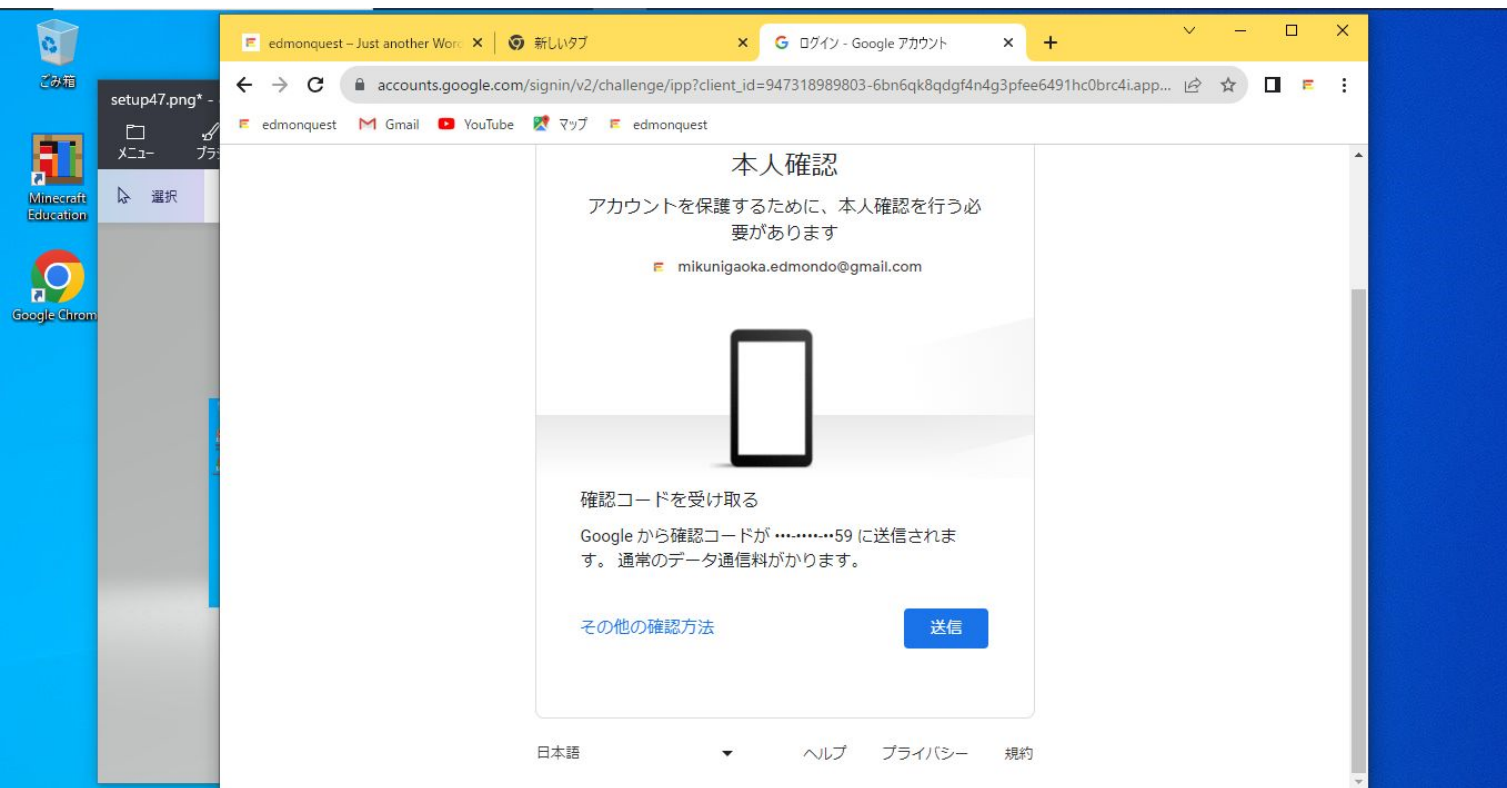 ごみ箱
Minecraft
Education
Google Chrom
setup47.png* -
メニュー
選択
edmonquest – Just another Wor
新しいタブ
ログイン - Google アカウント
accounts.google.com/signin/v2/challenge/ipp?client_id=947318989803-6bn6qk8qdgf4n4g3pfee6491hc0brc4i.app...
edmonquest Gmail YouTube マップ edmonquest
本人確認
アカウントを保護するために、本人確認を行う必
要があります
mikunigaoka.edmondo@gmail.com
確認コードを受け取る
Google から確認コードが •••-••••-••59 に送信されま
す。 通常のデータ通信料がかります。
その他の確認方法
送信
日本語
ヘルプ プライバシー 規約